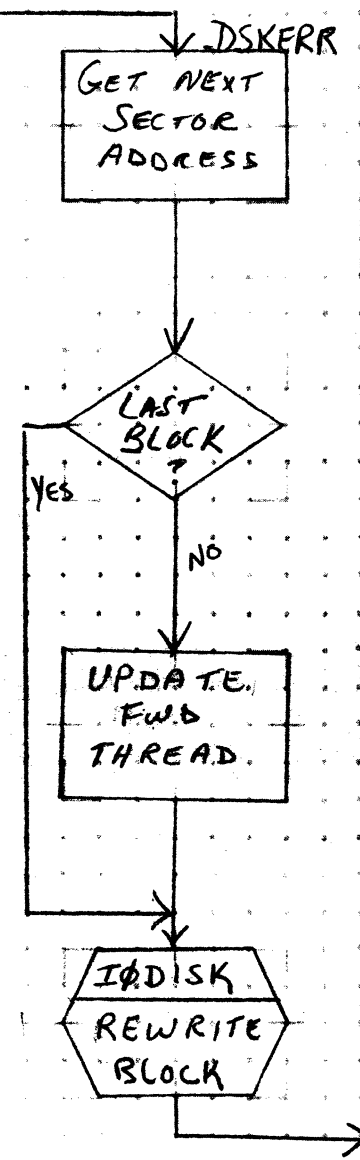 DSKERR
GET NEXT
SECTOR
ADDRESS
LAST
BLOCK
?
YES
NO
UPDATE
FWD
THREAD
IØDISK
REWRITE
BLOCK